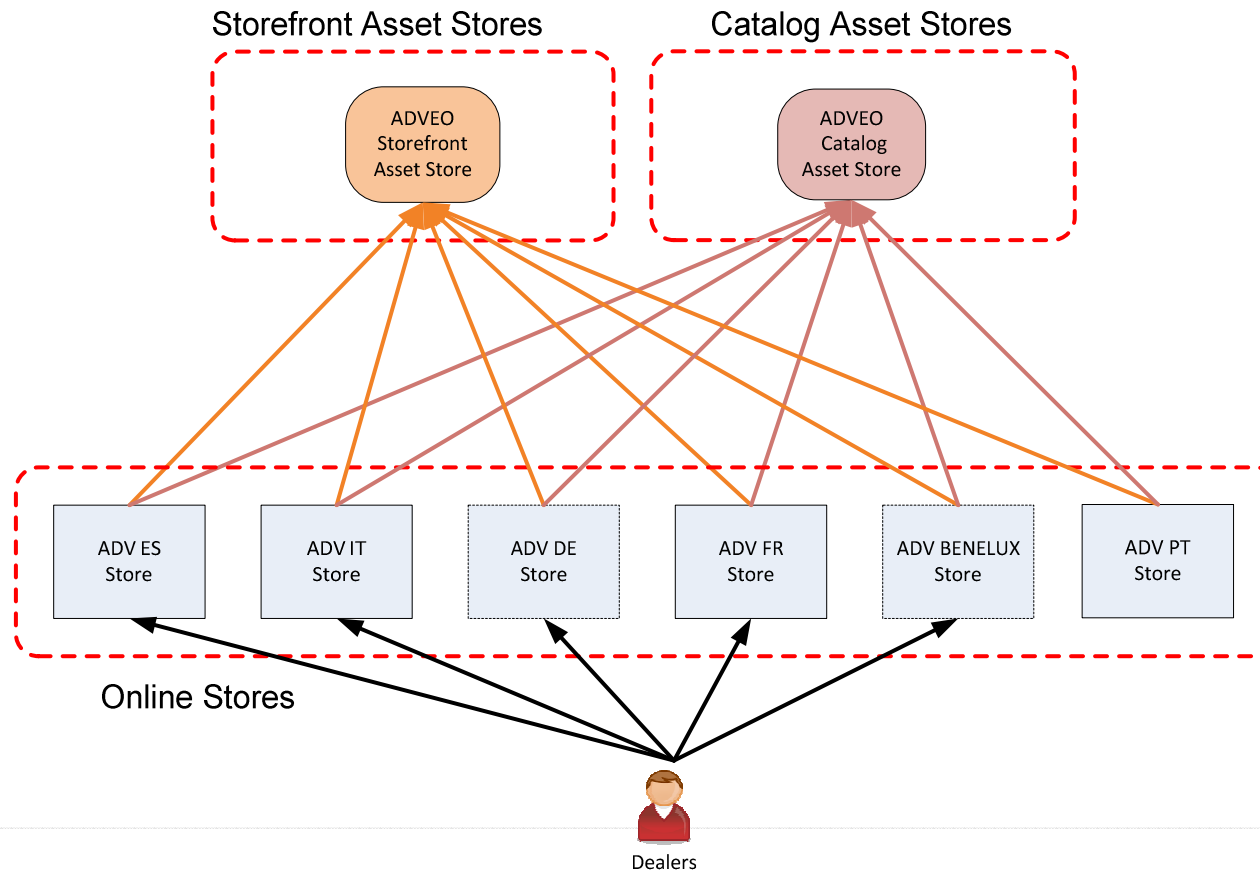 Storefront Asset Stores
Catalog Asset Stores
ADVEO
Storefront
Asset Store
ADVEO
Catalog
Asset Store
ADV ES
Store
ADV IT
Store
ADV DE
Store
ADV FR
Store
ADV BENELUX
Store
ADV PT
Store
Online Stores
Dealers